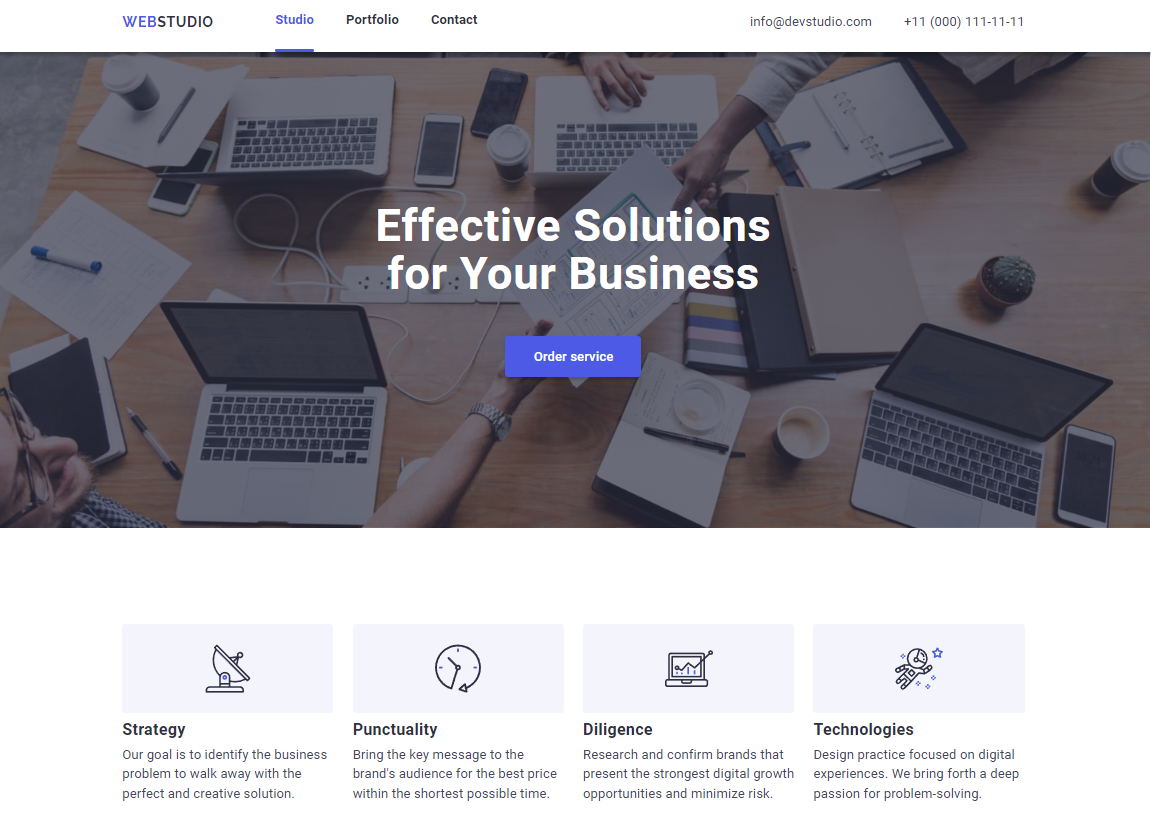 WEBSTUDIO Studio Portfolio Contact info@devstudio.com +11 (000) 111-11-11
Effective Solutions
for Your Business
Order service
Strategy
Our goal is to identify the business
problem to walk away with the
perfect and creative solution.
Punctuality
Bring the key message to the
brand's audience for the best price
within the shortest possible time.
Diligence
Research and confirm brands that
present the strongest digital growth
opportunities and minimize risk.
Technologies
Design practice focused on digital
experiences. We bring forth a deep
passion for problem-solving.